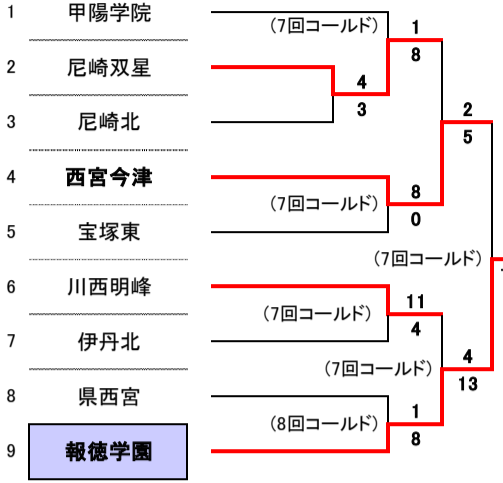 1 甲陽学院
(7回コールド) 1
8
2 尼崎双星
4
3
3 尼崎北
2
5
4 西宮今津
(7回コールド) 8
0
5 宝塚東
(7回コールド)
6 川西明峰
(7回コールド) 11
4
7 伊丹北
(7回コールド) 4
13
8 県西宮
(8回コールド) 1
8
9 報徳学園